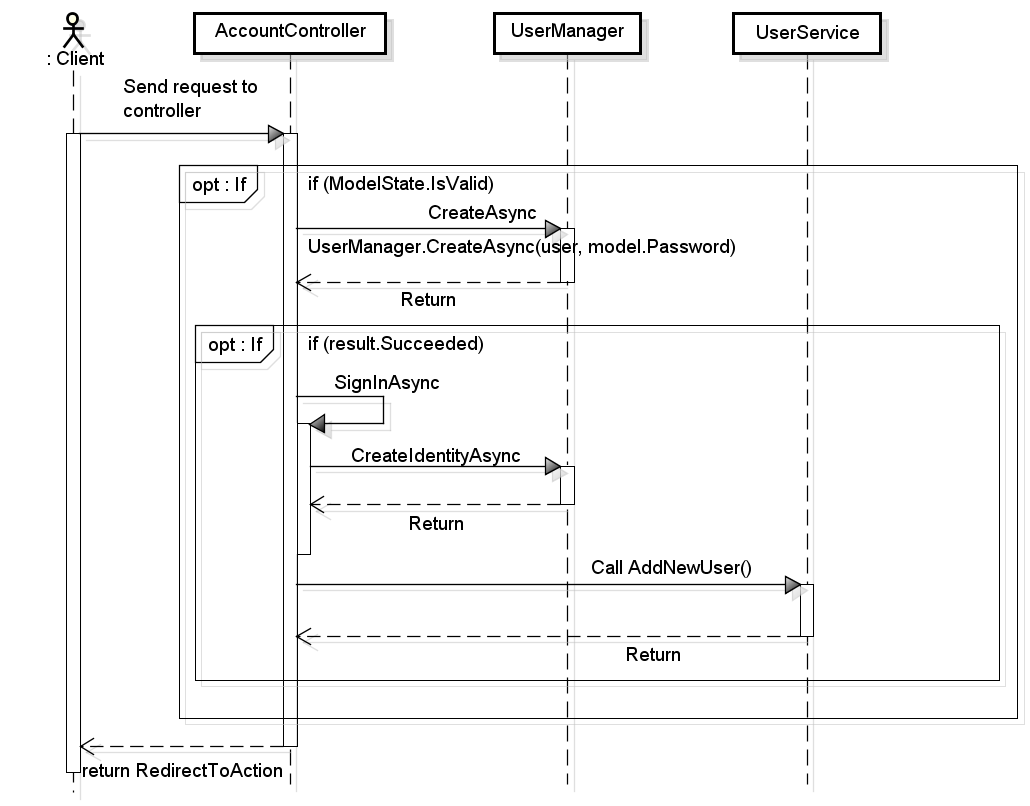 AccountController
UserManager
UserService
: Client
Send request to
controller
opt : If
if (ModelState.IsValid)
CreateAsync
UserManager.CreateAsync(user, model.Password)
Return
opt : If
if (result.Succeeded)
SignInAsync
CreateIdentityAsync
Return
Call AddNewUser()
Return
return RedirectToAction